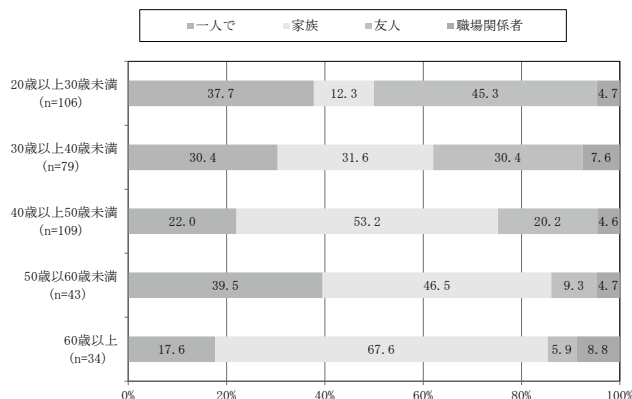 一人で 家族 友人 職場関係者
20歳以上30歳未満
(n=106)
37.7 12.3 45.3 4.7
30歳以上40歳未満
(n=79)
30.4 31.6 30.4 7.6
40歳以上50歳未満
(n=109)
22.0 53.2 20.2 4.6
50歳以60歳未満
(n=43)
39.5 46.5 9.3 4.7
60歳以上
(n=34)
17.6 67.6 5.9 8.8
0% 20% 40% 60% 80% 100%